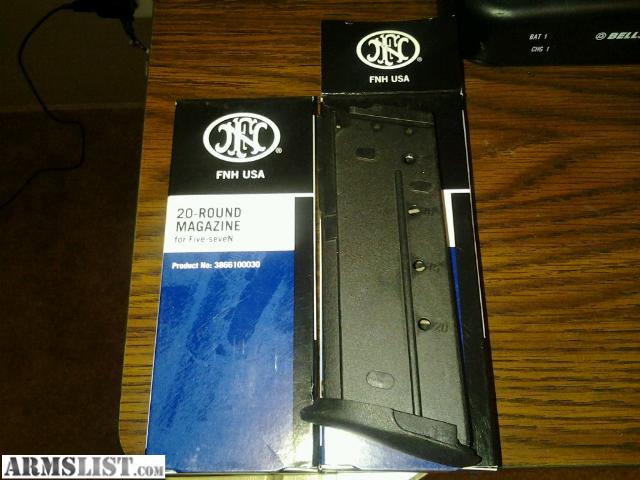 BAT 1
CHG 1
BELL
FNH USA
FNH USA
20-ROUND
MAGAZINE
for Five-seveN
Product No: 3866100030
20
ARMSLIST.COM